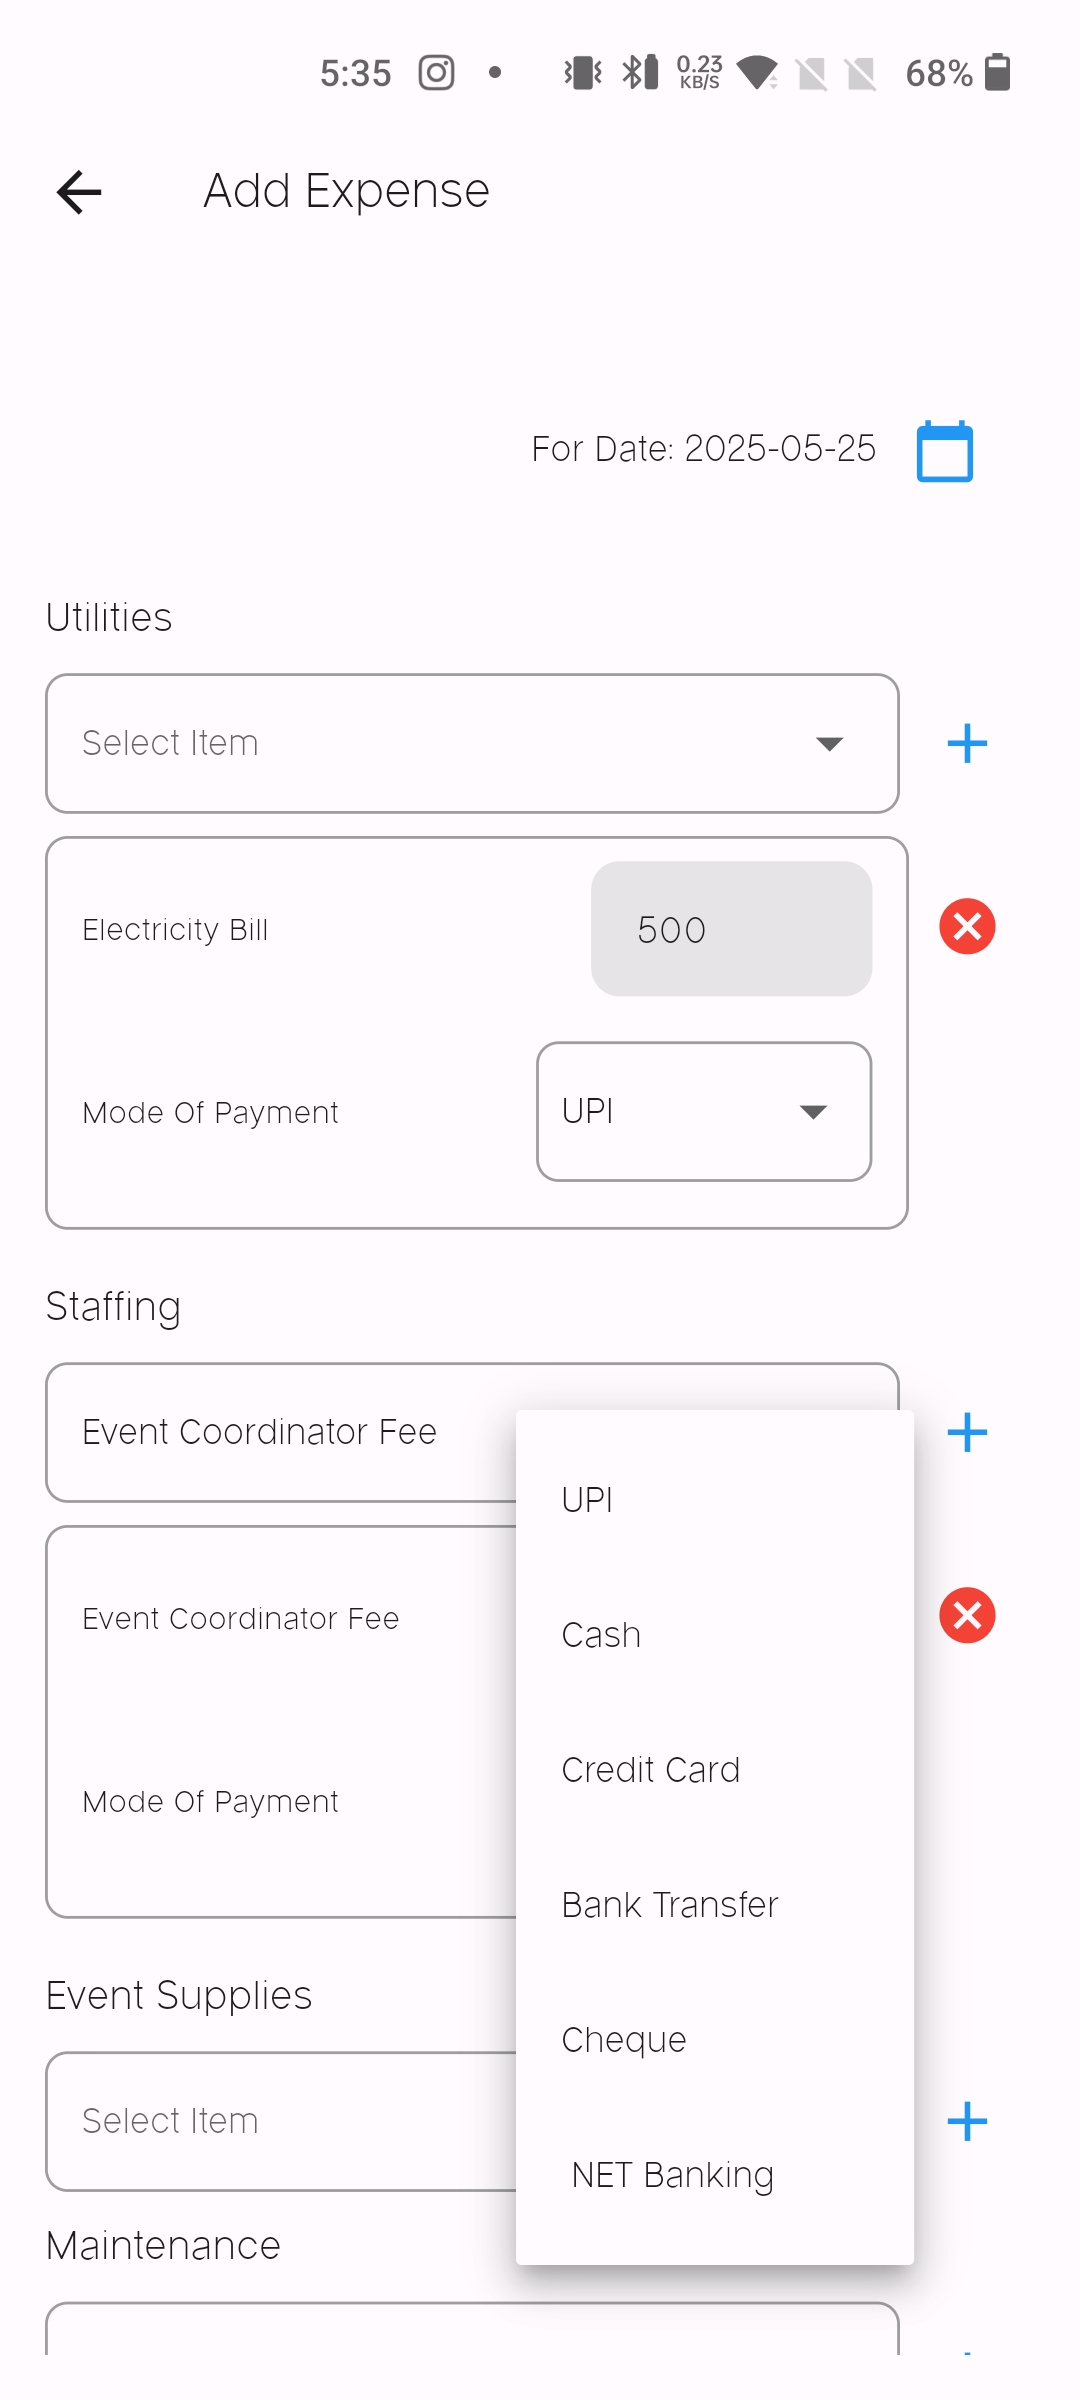 5:35 0.23 KB/S 68%
Add Expense
For Date: 2025-05-25
Utilities
Select Item
Electricity Bill 500
Mode Of Payment UPI
Staffing
Event Coordinator Fee
UPI
Cash
Event Coordinator Fee
Credit Card
Mode Of Payment
Bank Transfer
Event Supplies
Cheque
Select Item
NET Banking
Maintenance